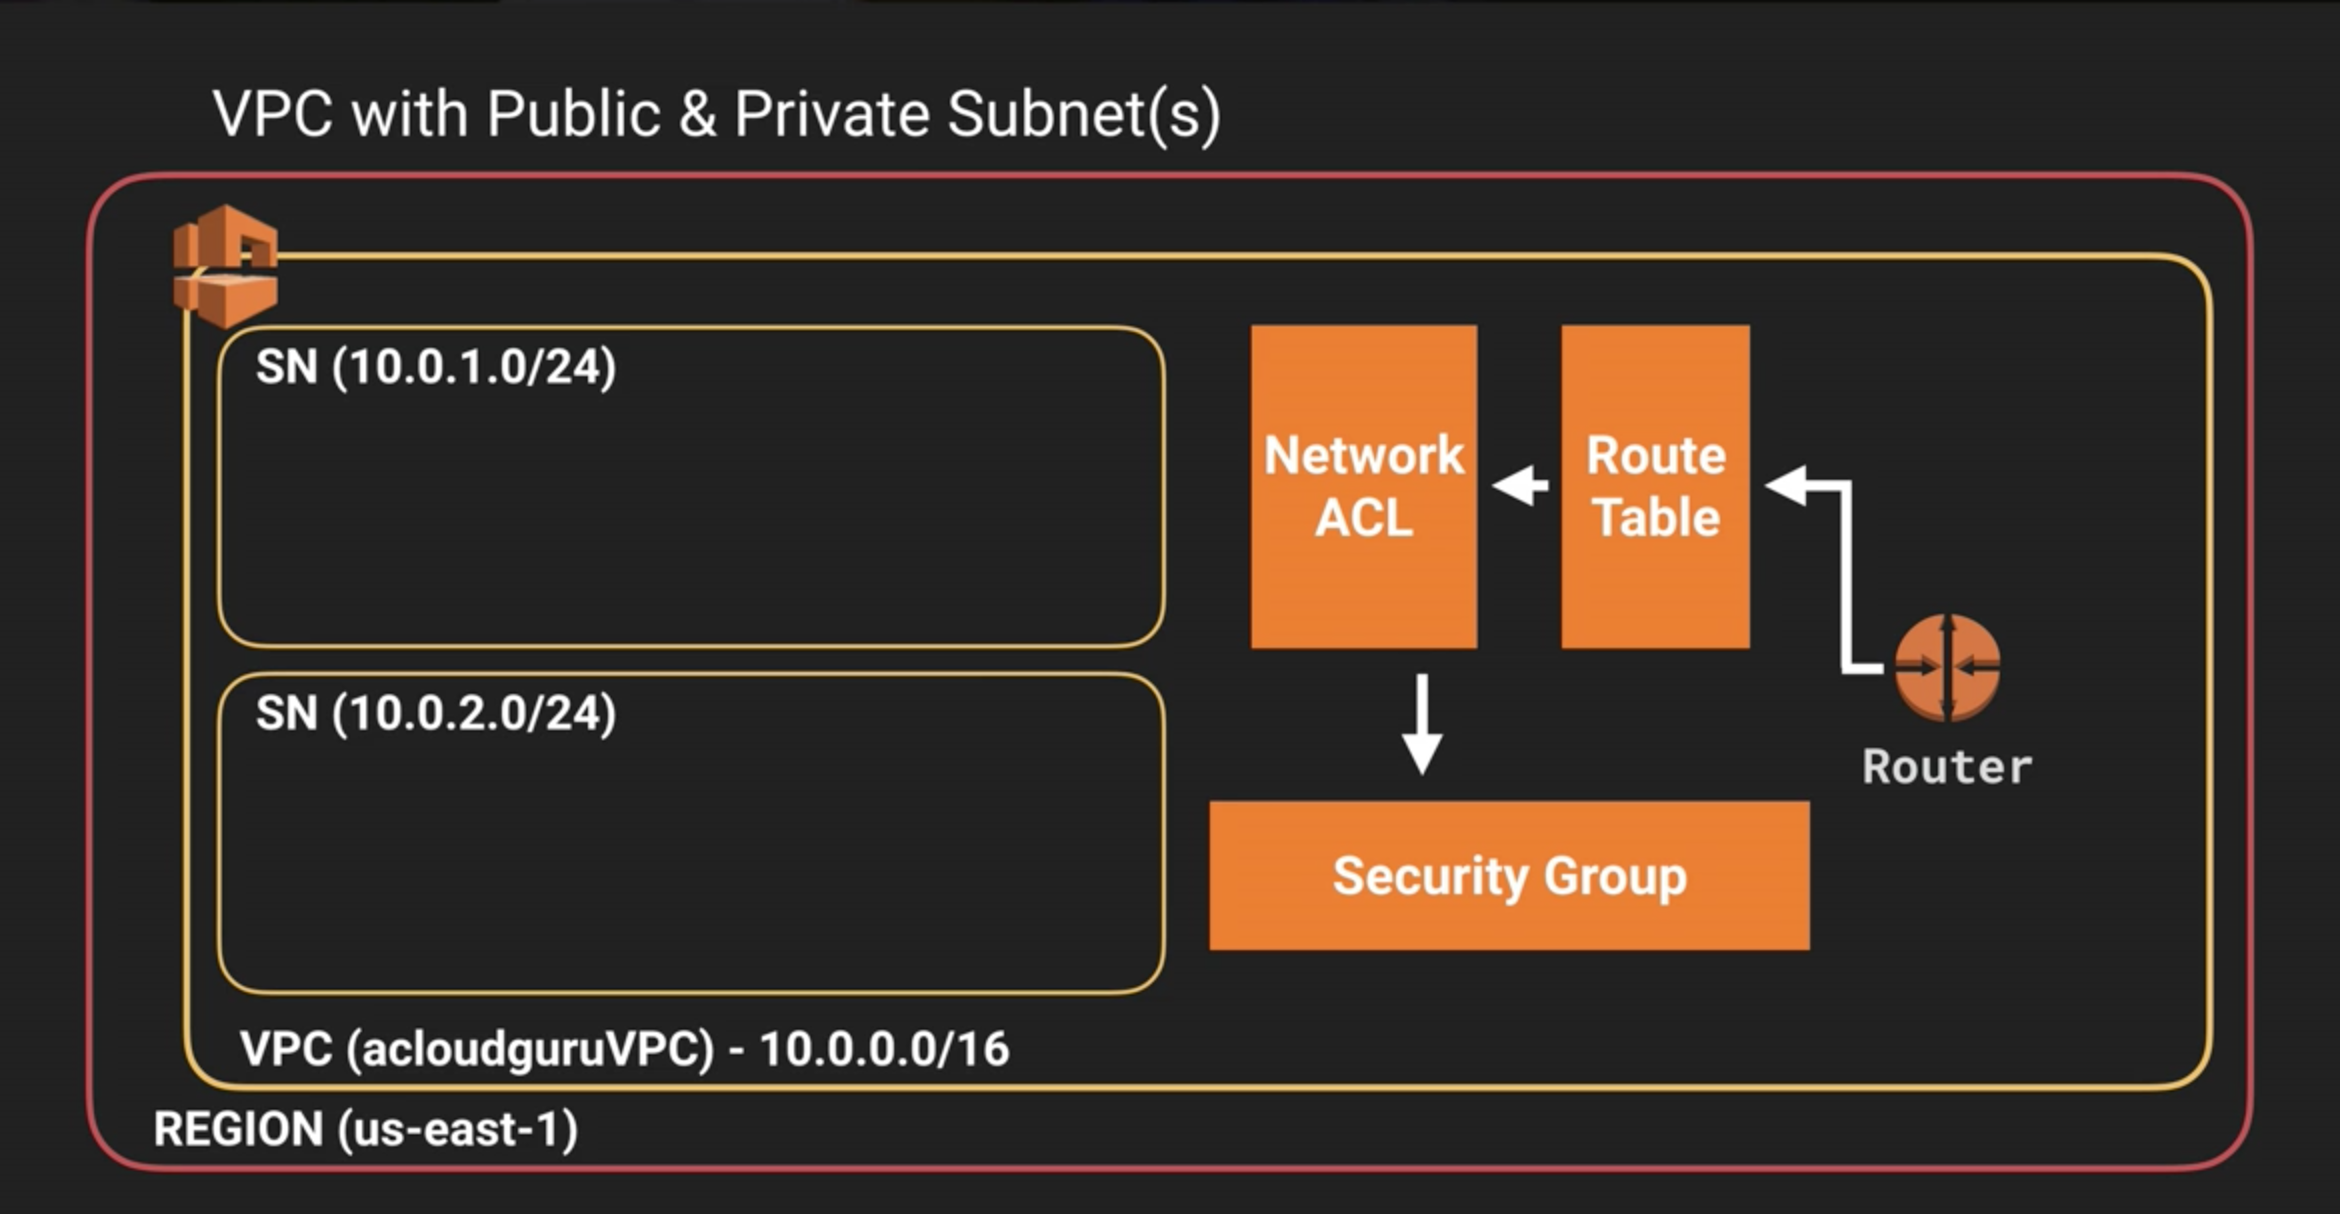 VPC with Public & Private Subnet(s)
SN (10.0.1.0/24)
Network
ACL
Route
Table
SN (10.0.2.0/24)
Router
Security Group
VPC (acloudguruVPC) - 10.0.0.0/16
REGION (us-east-1)